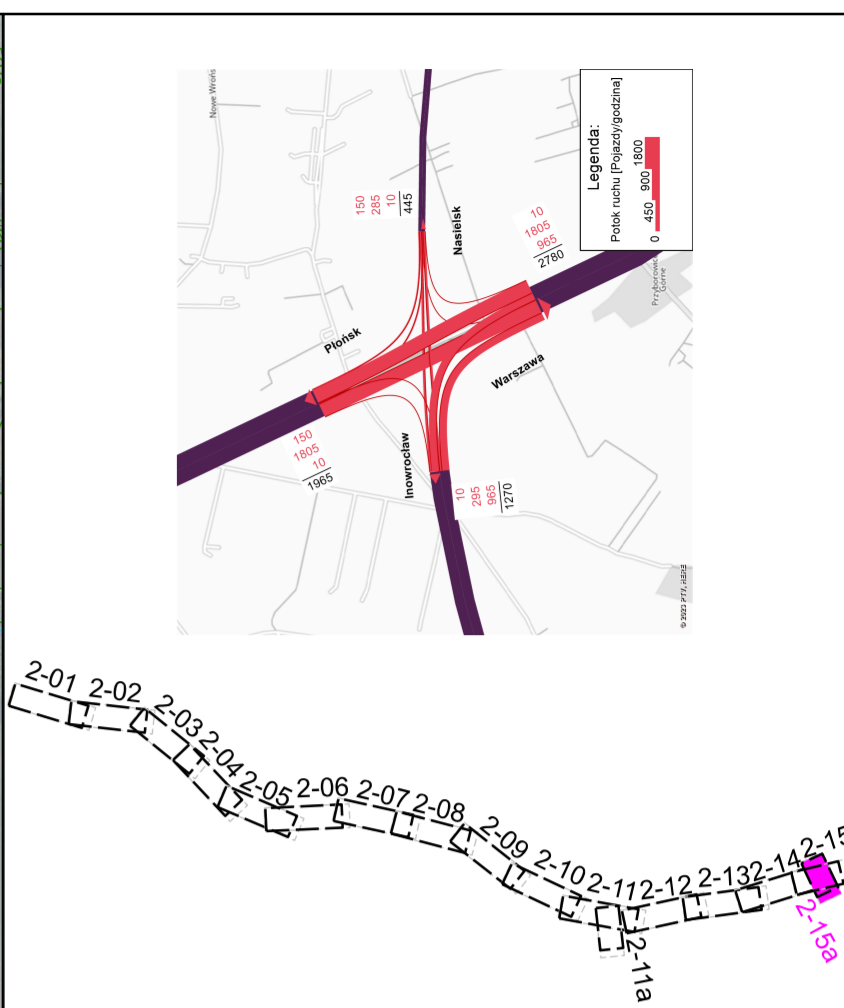 Nowe Wrońs
Legenda:
Potok ruchu [Pojazdy/godzina]
0 450 900 1800
150
285
10
445
Nasielsk
10
1805
965
2780
Przyborowice
Górne
Płońsk
Warszawa
Inowrocław
150
1805
10
1965
10
295
965
1270
© 2023 PTV, HERE
2-01
2-02
2-03
2-04
2-05
2-06
2-07
2-08
2-09
2-10
2-11
2-11a
2-12
2-13
2-14
2-15
2-15a